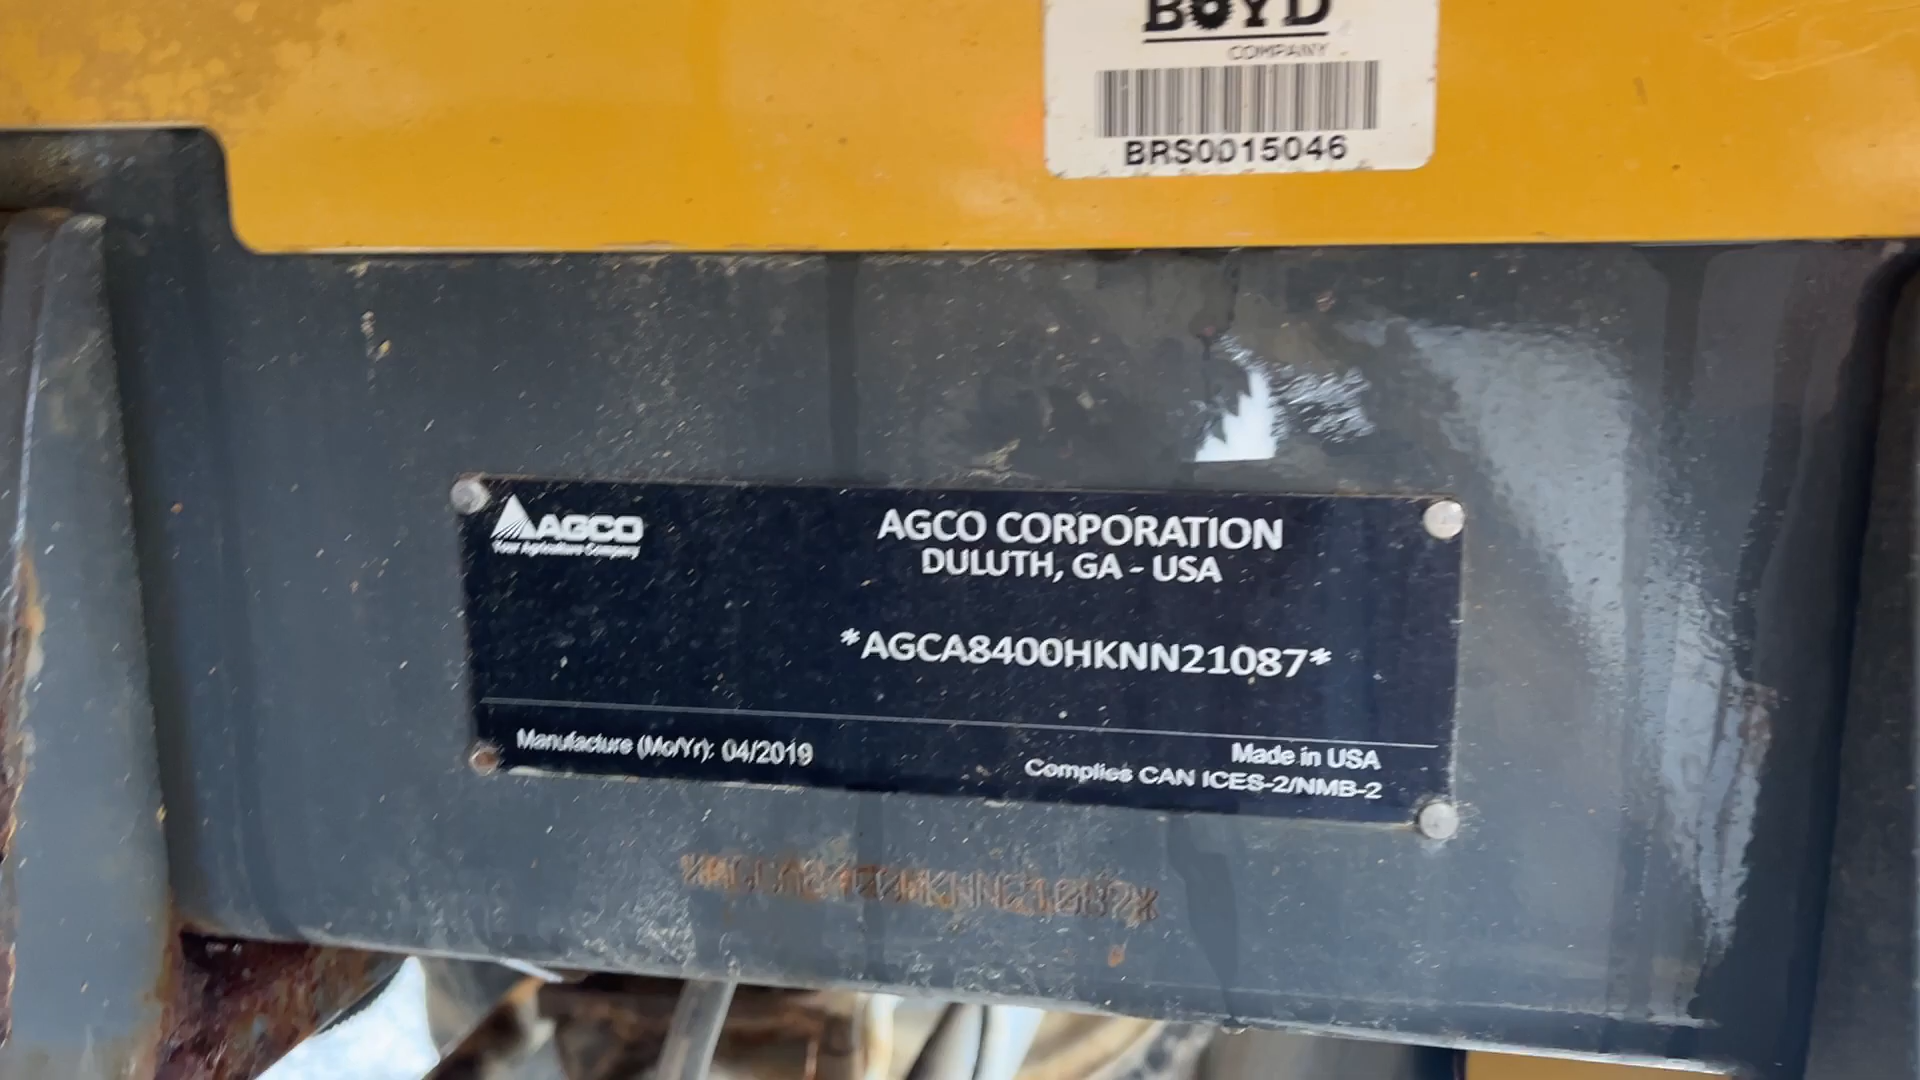 BOYD
COMPANY
BRS0015046
AGCO
Your Agriculture Company
AGCO CORPORATION
DULUTH, GA - USA
*AGCA8400HKNN21087*
Manufacture (Mo/Yr): 04/2019
Made in USA
Complies CAN ICES-2/NMB-2